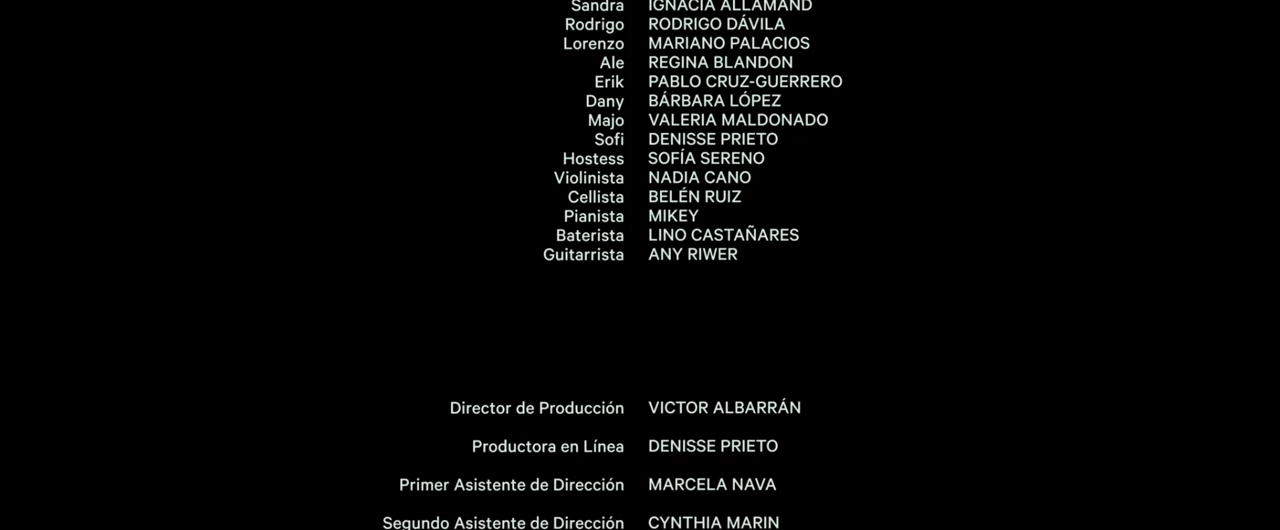 Sandra IGNACIA ALLAMAND
Rodrigo RODRIGO DÁVILA
Lorenzo MARIANO PALACIOS
Ale REGINA BLANDON
Erik PABLO CRUZ-GUERRERO
Dany BÁRBARA LÓPEZ
Majo VALERIA MALDONADO
Sofi DENISSE PRIETO
Hostess SOFÍA SERENO
Violinista NADIA CANO
Cellista BELÉN RUIZ
Pianista MIKEY
Baterista LINO CASTAÑARES
Guitarrista ANY RIWER
Director de Producción VICTOR ALBARRÁN
Productora en Línea DENISSE PRIETO
Primer Asistente de Dirección MARCELA NAVA
Segundo Asistente de Dirección CYNTHIA MARIN